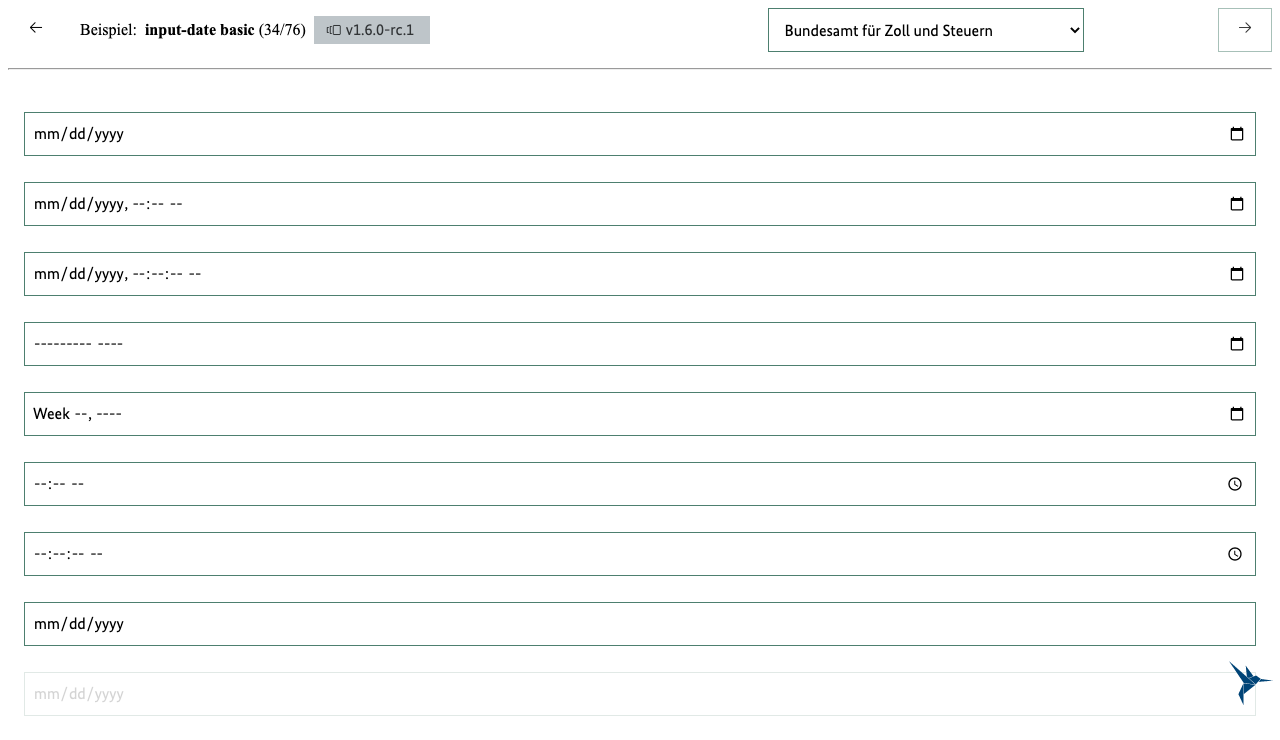 Beispiel: input-date basic (34/76) v1.6.0-rc.1 Bundesamt für Zoll und Steuern
mm/dd/yyyy
mm/dd/yyyy, --:-- --
mm/dd/yyyy, --:--:-- --
--------- ----
Week --, ----
--:-- --
--:--:-- --
mm/dd/yyyy
mm/dd/yyyy